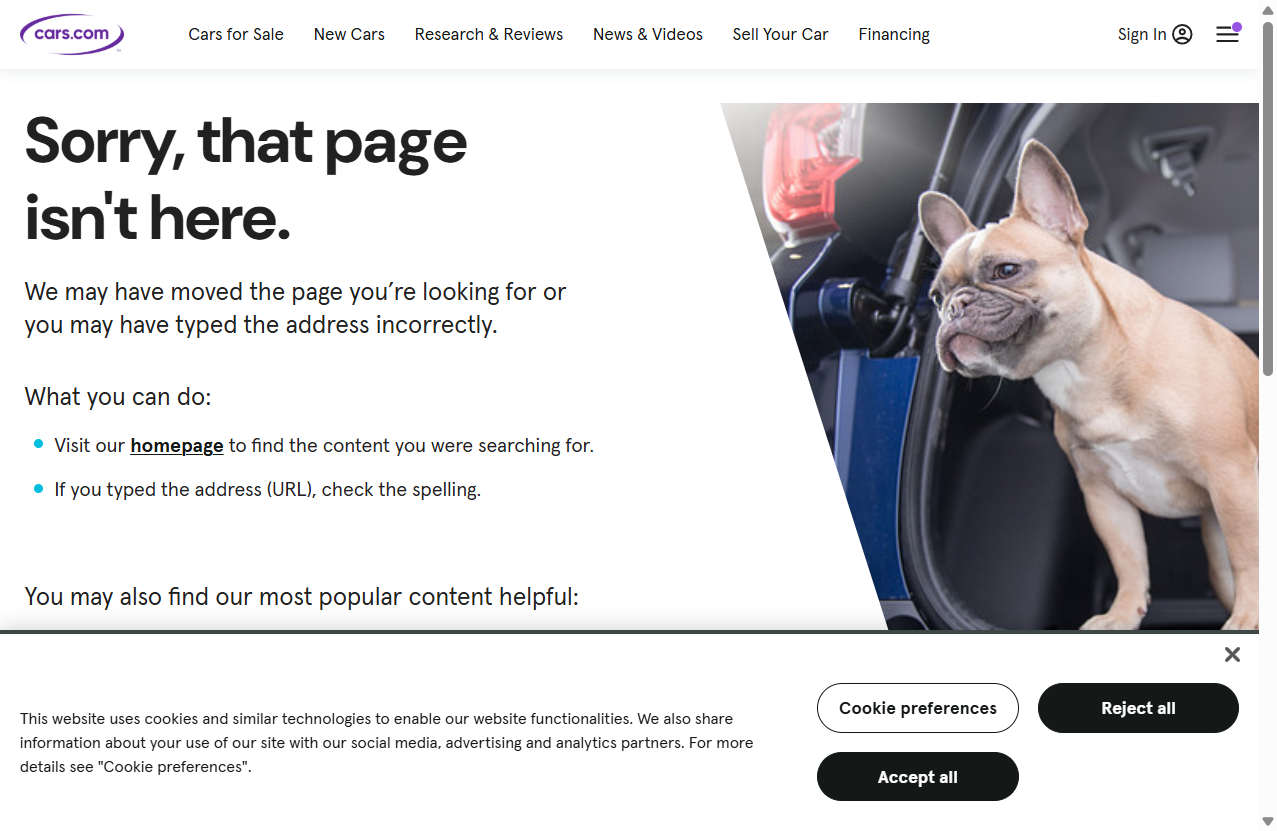 cars.com
Cars for Sale
New Cars
Research & Reviews
News & Videos
Sell Your Car
Financing
Sign In
Sorry, that page
isn't here.
We may have moved the page you’re looking for or
you may have typed the address incorrectly.
What you can do:
Visit our homepage to find the content you were searching for.
If you typed the address (URL), check the spelling.
You may also find our most popular content helpful:
This website uses cookies and similar technologies to enable our website functionalities. We also share
information about your use of our site with our social media, advertising and analytics partners. For more
details see "Cookie preferences".
Cookie preferences
Reject all
Accept all